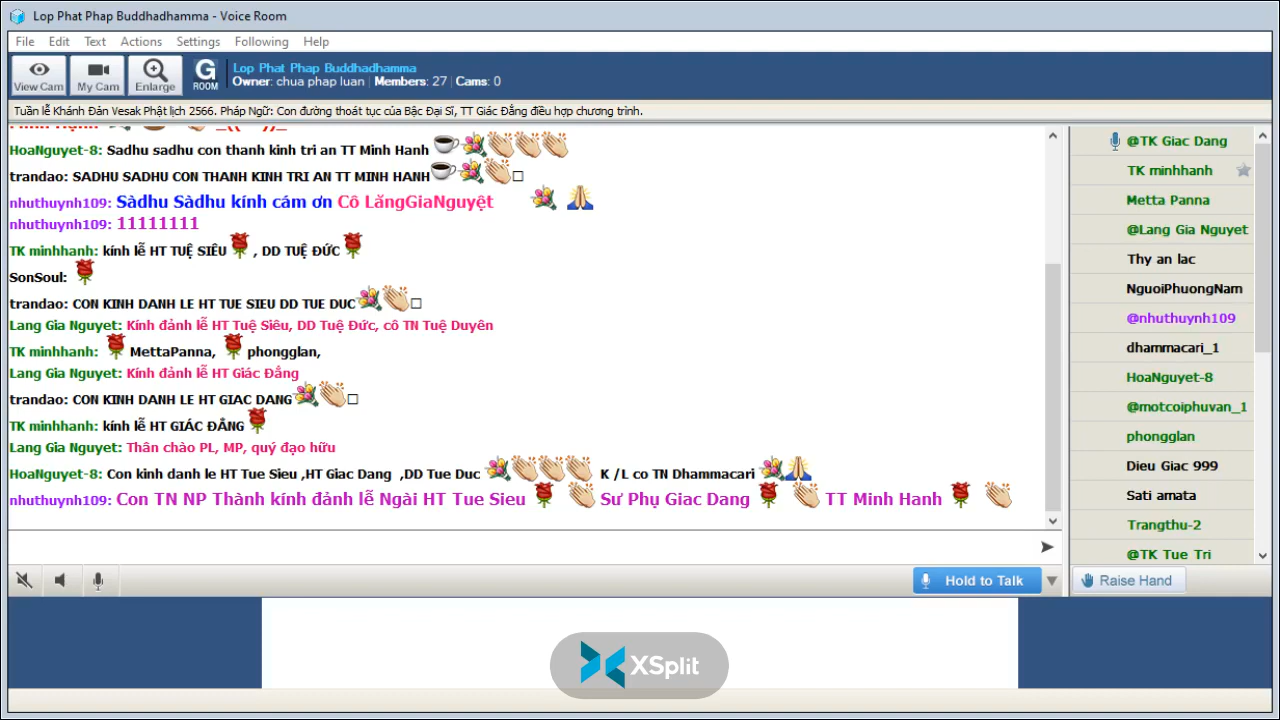 Lop Phat Phap Buddhadhamma - Voice Room
File Edit Text Actions Settings Following Help
View Cam My Cam Enlarge G ROOM
Lop Phat Phap Buddhadhamma
Owner: chua phap luan | Members: 27 | Cams: 0
Tuần lễ Khánh Đản Vesak Phật lịch 2566. Pháp Ngữ: Con đường thoát tục của Bậc Đại Sĩ, TT Giác Đẳng điều hợp chương trình.
HoaNguyet-8: Sadhu sadhu con thanh kinh tri an TT Minh Hanh
trandao: SADHU SADHU CON THANH KINH TRI AN TT MINH HANH
nhuthuynh109: Sàdhu Sàdhu kính cám ơn Cô LăngGiaNguyệt
nhuthuynh109: 11111111
TK minhhanh: kính lễ HT TUỆ SIÊU , DD TUỆ ĐỨC
SonSoul:
trandao: CON KINH DANH LE HT TUE SIEU DD TUE DUC
Lang Gia Nguyet: Kính đảnh lễ HT Tuệ Siêu, DD Tuệ Đức, cô TN Tuệ Duyên
TK minhhanh: MettaPanna, phongglan,
Lang Gia Nguyet: Kính đảnh lễ HT Giác Đẳng
trandao: CON KINH DANH LE HT GIAC DANG
TK minhhanh: kính lễ HT GIÁC ĐẲNG
Lang Gia Nguyet: Thân chào PL, MP, quý đạo hữu
HoaNguyet-8: Con kinh danh le HT Tue Sieu ,HT Giac Dang ,DD Tue Duc K /L co TN Dhammacari
nhuthuynh109: Con TN NP Thành kính đảnh lễ Ngài HT Tue Sieu Sư Phụ Giac Dang TT Minh Hanh
@TK Giac Dang
TK minhhanh
Metta Panna
@Lang Gia Nguyet
Thy an lac
NguoiPhuongNam
@nhuthuynh109
dhammacari_1
HoaNguyet-8
@motcoiphuvan_1
phongglan
Dieu Giac 999
Sati amata
Trangthu-2
@TK Tue Tri
Hold to Talk
Raise Hand
XSplit